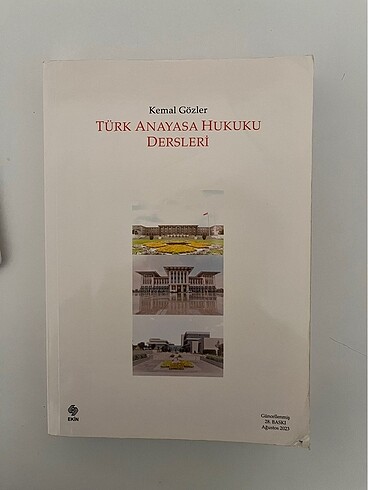 Kemal Gözler
TÜRK ANAYASA HUKUKU
DERSLERİ
EKİN
Güncellenmiş
28. BASKI
Ağustos 2023